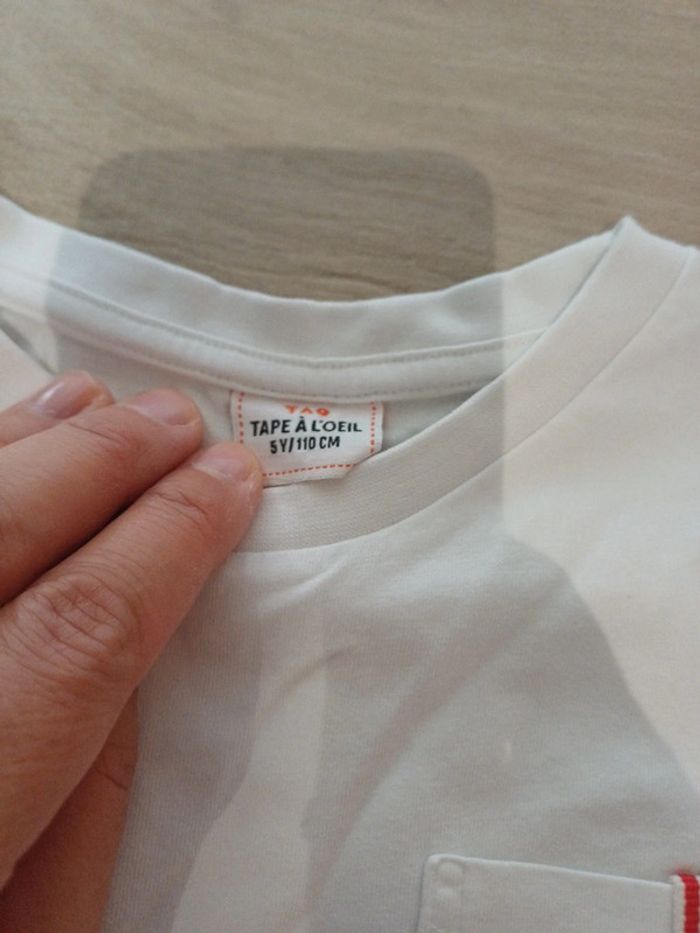 TAO
TAPE À L'OEIL
5Y/110 CM